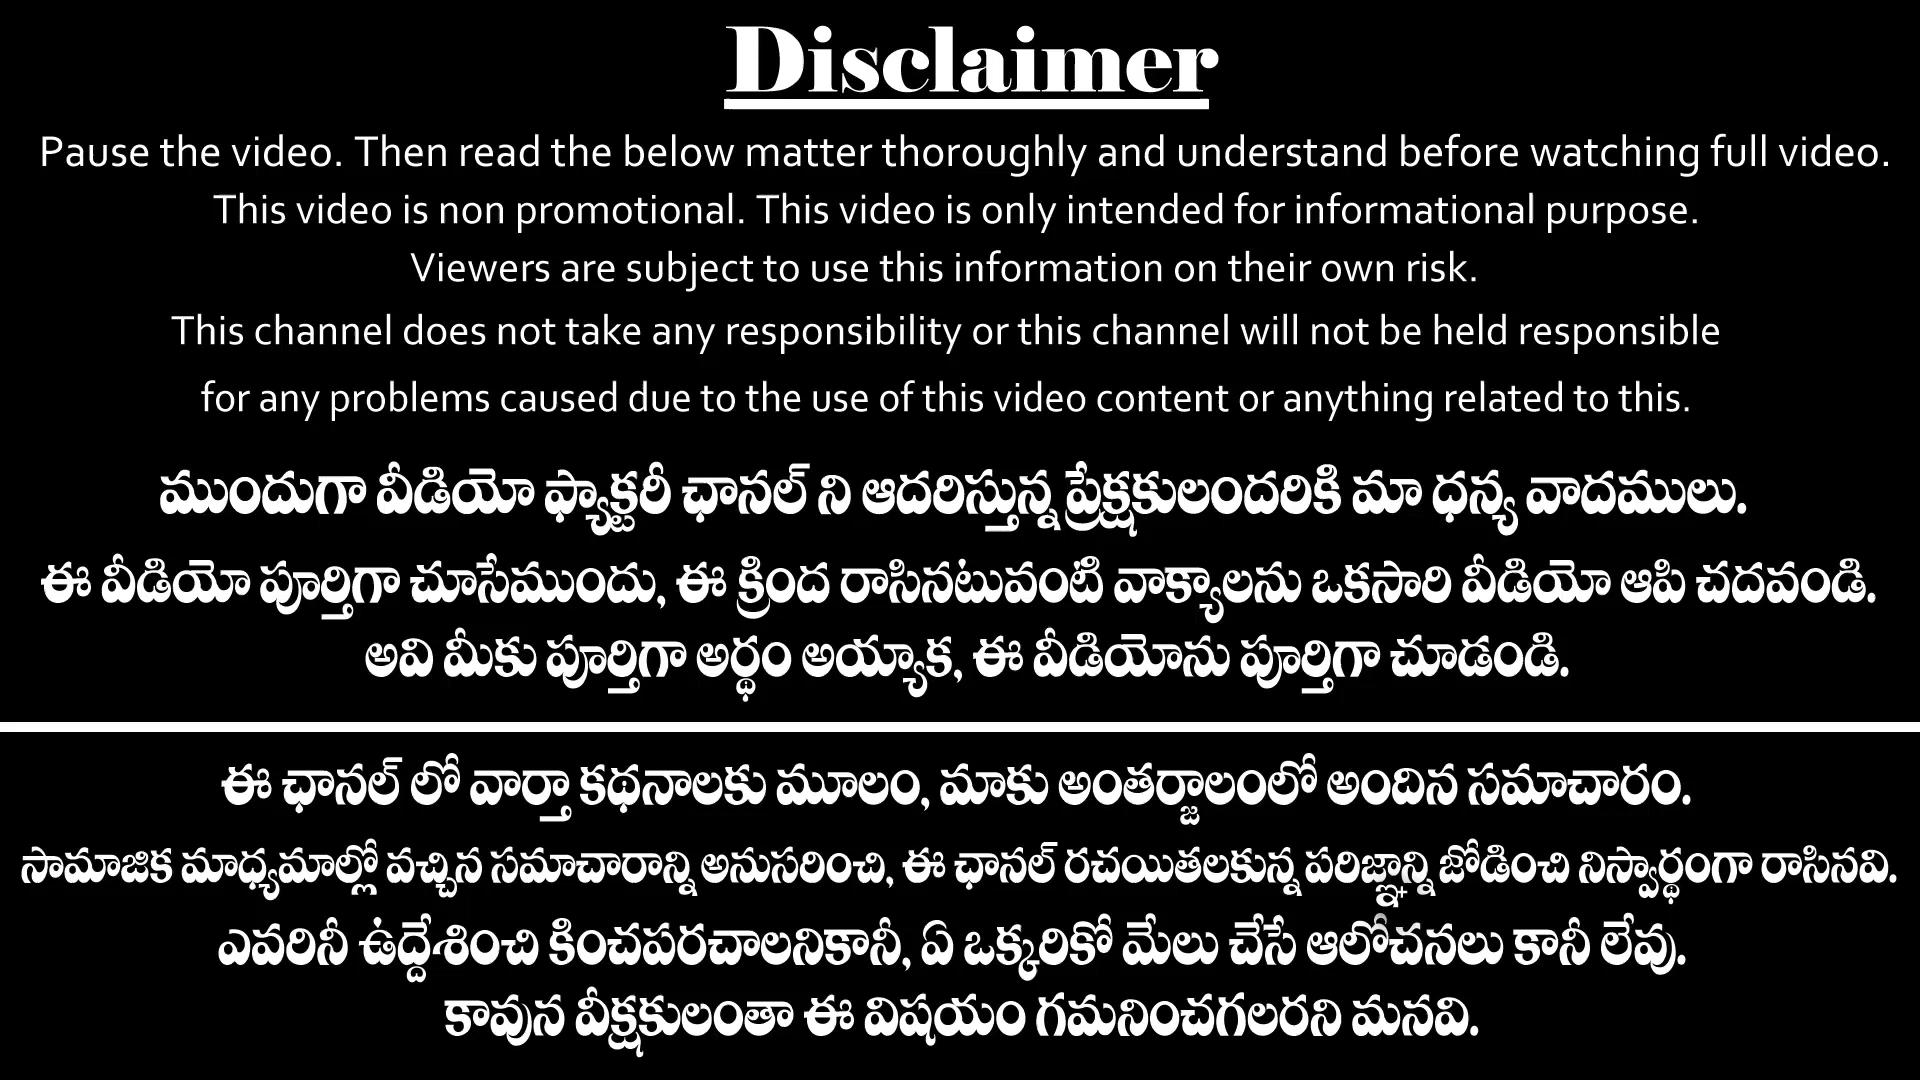 Disclaimer
Pause the video. Then read the below matter thoroughly and understand before watching full video.
This video is non promotional. This video is only intended for informational purpose.
Viewers are subject to use this information on their own risk.
This channel does not take any responsibility or this channel will not be held responsible
for any problems caused due to the use of this video content or anything related to this.
ముందుగా వీడియో ఫ్యాక్టరీ ఛానల్ ని ఆదరిస్తున్న ప్రేక్షకులందరికి మా ధన్య వాదములు.
ఈ వీడియో పూర్తిగా చూసేముందు, ఈ క్రింద రాసినటువంటి వాక్యాలను ఒకసారి వీడియో ఆపి చదవండి.
అవి మీకు పూర్తిగా అర్థం అయ్యాక, ఈ వీడియోను పూర్తిగా చూడండి.
ఈ ఛానల్ లో వార్తా కథనాలకు మూలం, మాకు అంతర్జాలంలో అందిన సమాచారం.
సామాజిక మాధ్యమాల్లో వచ్చిన సమాచారాన్ని అనుసరించి, ఈ ఛానల్ రచయితలకున్న పరిజ్ఞాన్ని జోడించి నిస్వార్థంగా రాసినవి.
ఎవరినీ ఉద్దేశించి కించపరచాలనికానీ, ఏ ఒక్కరికో మేలు చేసే ఆలోచనలు కానీ లేవు.
కావున వీక్షకులంతా ఈ విషయం గమనించగలరని మనవి.